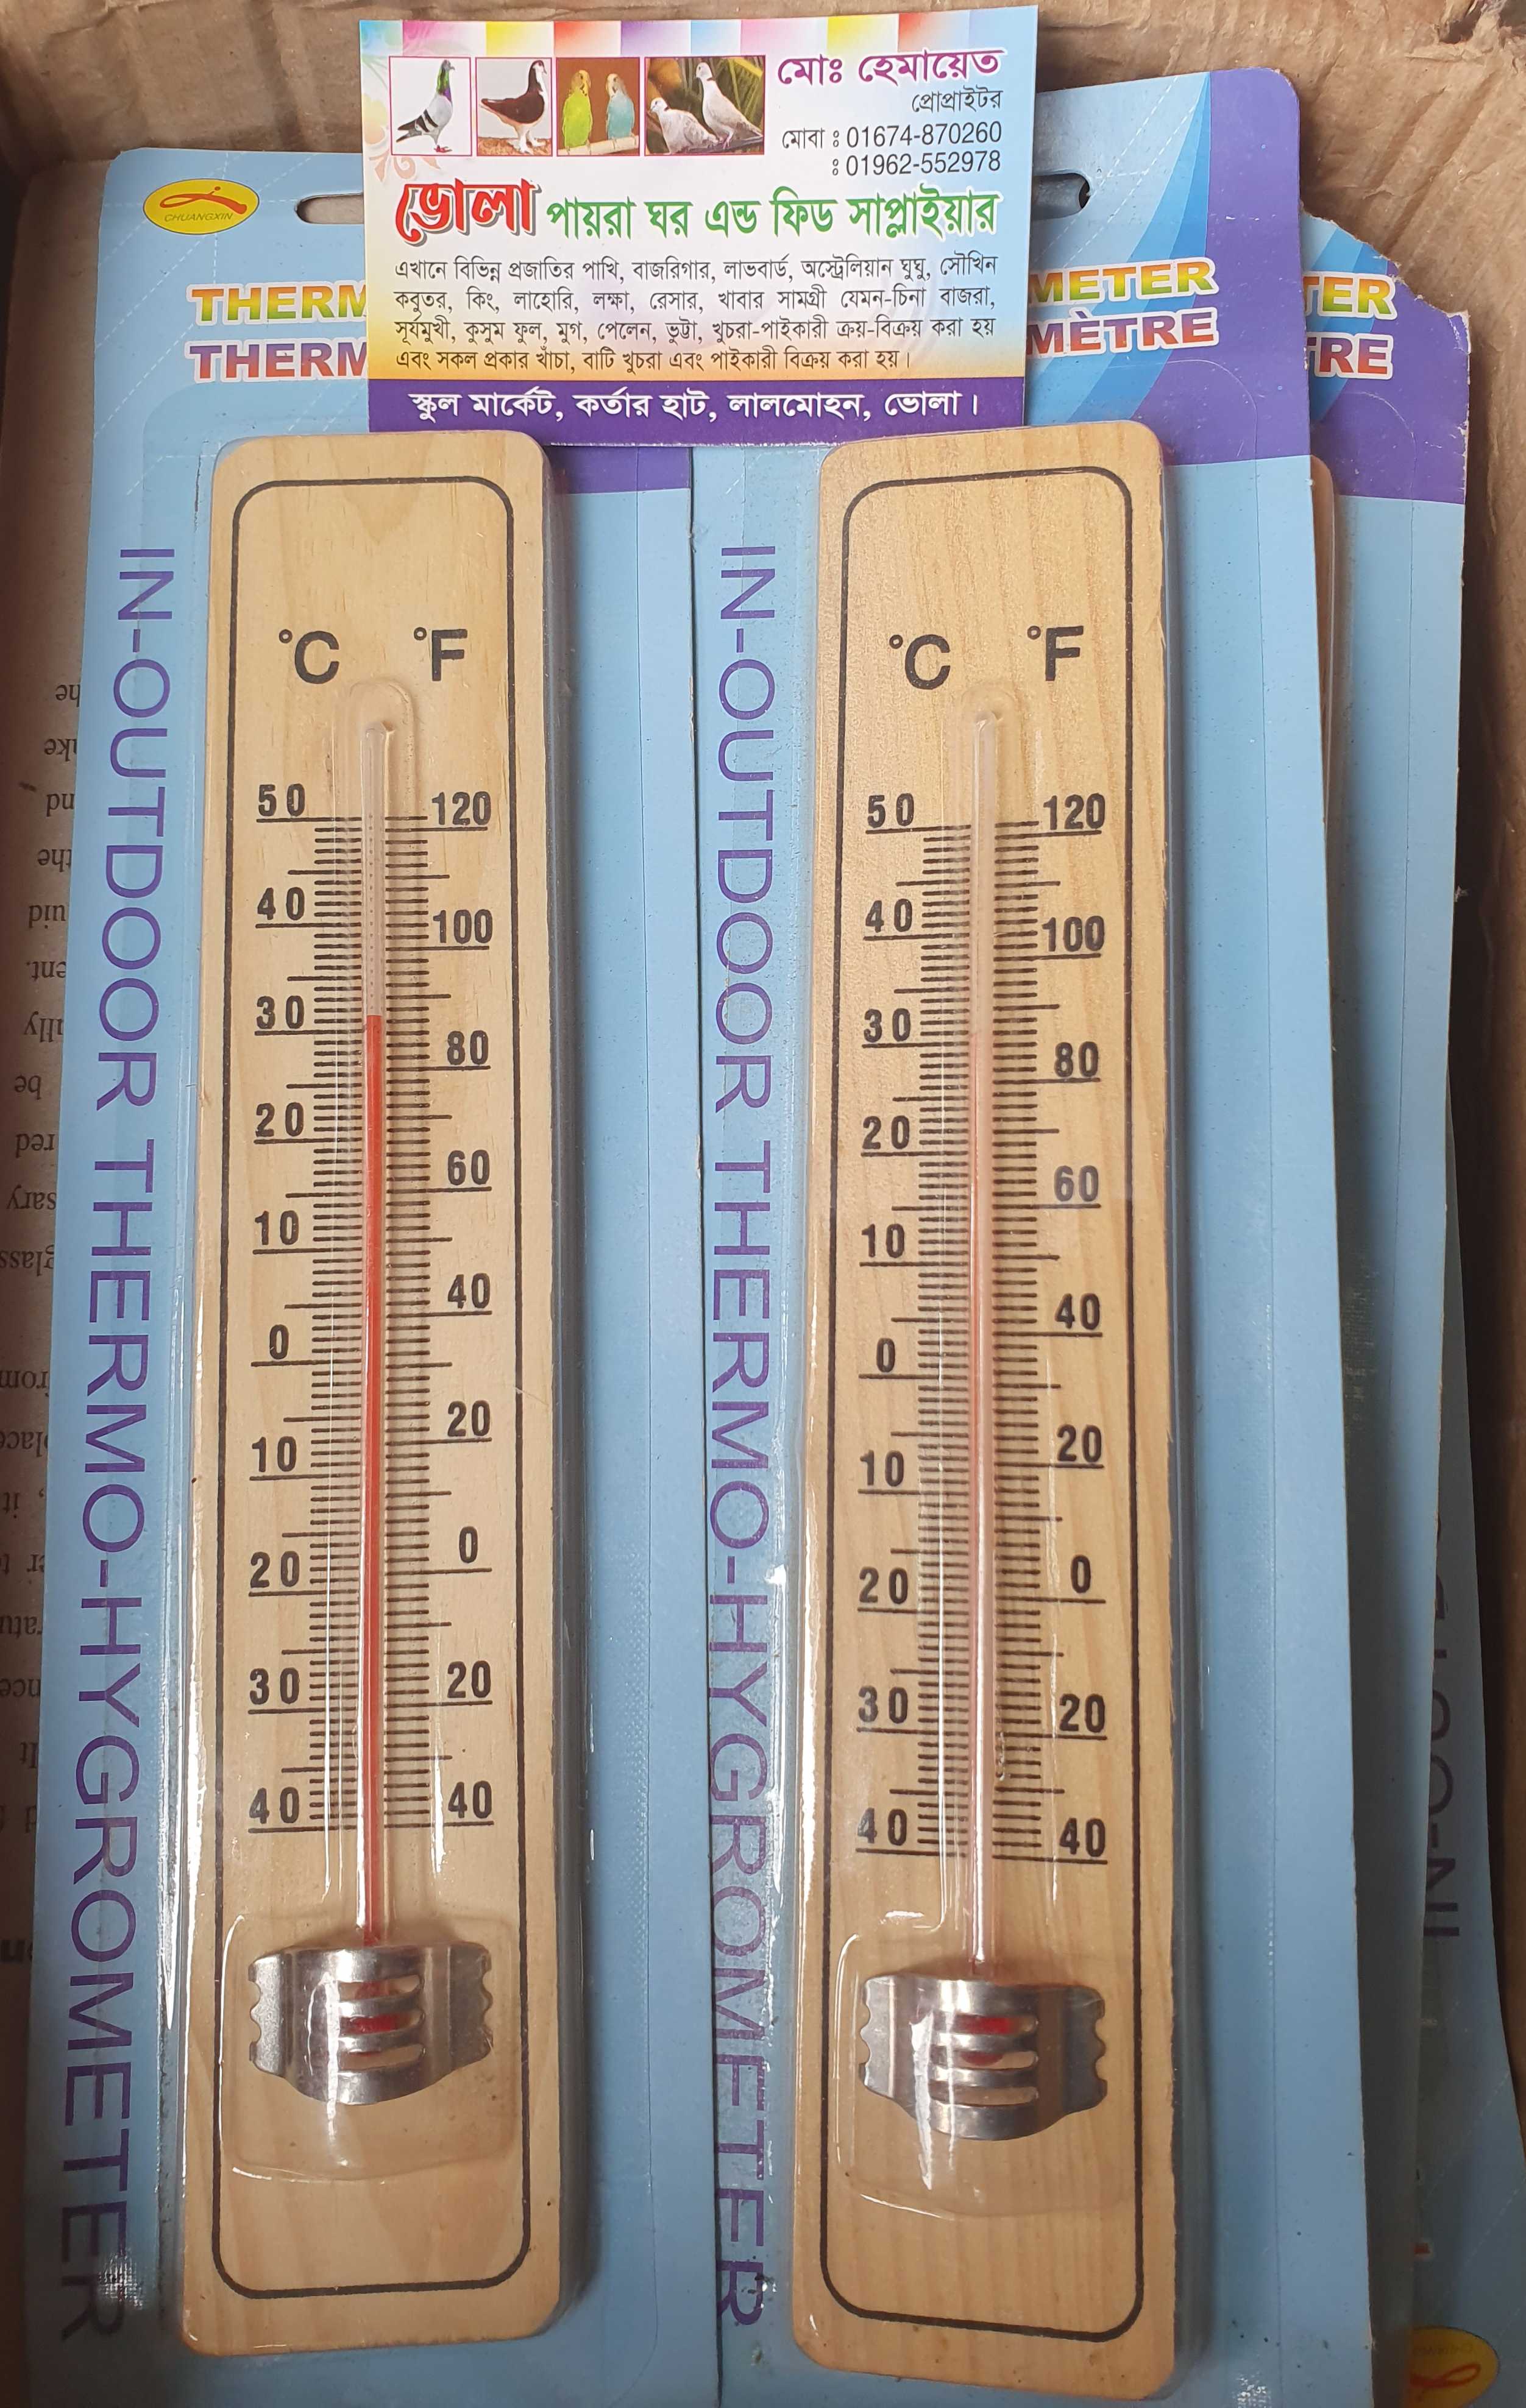 মোঃ হেমায়েত
প্রোপ্রাইটর
মোবা ঃ 01674-870260
ঃ 01962-552978
ভোলা পায়রা ঘর এন্ড ফিড সাপ্লাইয়ার
এখানে বিভিন্ন প্রজাতির পাখি, বাজরিগার, লাভবার্ড, অস্ট্রেলিয়ান ঘুঘু, সৌখিন
কবুতর, কিং, লাহোরি, লক্ষা, রেসার, খাবার সামগ্রী যেমন-চিনা বাজরা,
সূর্যমুখী, কুসুম ফুল, মুগ, পেলেন, ভুট্টা, খুচরা-পাইকারী ক্রয়-বিক্রয় করা হয়
এবং সকল প্রকার খাঁচা, বাটি খুচরা এবং পাইকারী বিক্রয় করা হয়।
স্কুল মার্কেট, কর্তার হাট, লালমোহন, ভোলা।
CHUANGXIN
THERM
THERM
METER
MÈTRE
TER
TRE
IN-OUTDOOR THERMO-HYGROMETER
°C °F
50 120
40 100
30 80
20 60
10 40
0 20
10 0
20
30 20
40 40
IN-OUTDOOR THERMO-HYGROMETER
°C °F
50 120
40 100
30 80
20 60
10 40
0 20
10 0
20
30 20
40 40